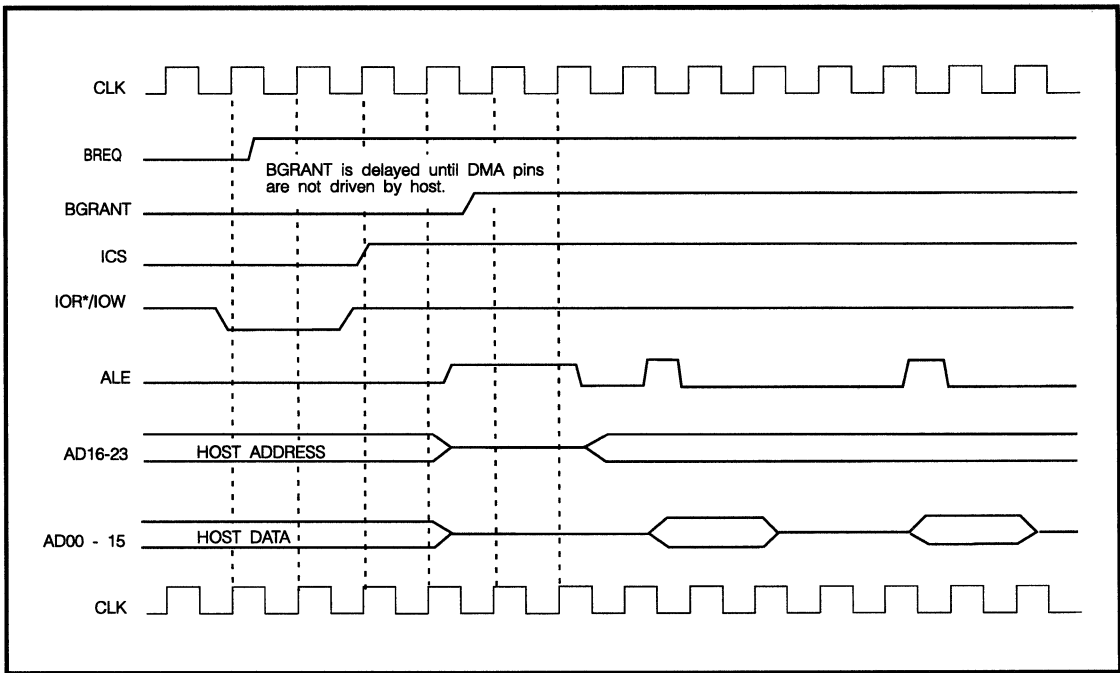 CLK
BREQ
BGRANT is delayed until DMA pins
are not driven by host.
BGRANT
ICS
IOR*/IOW
ALE
AD16-23
HOST ADDRESS
AD00 - 15
HOST DATA
CLK